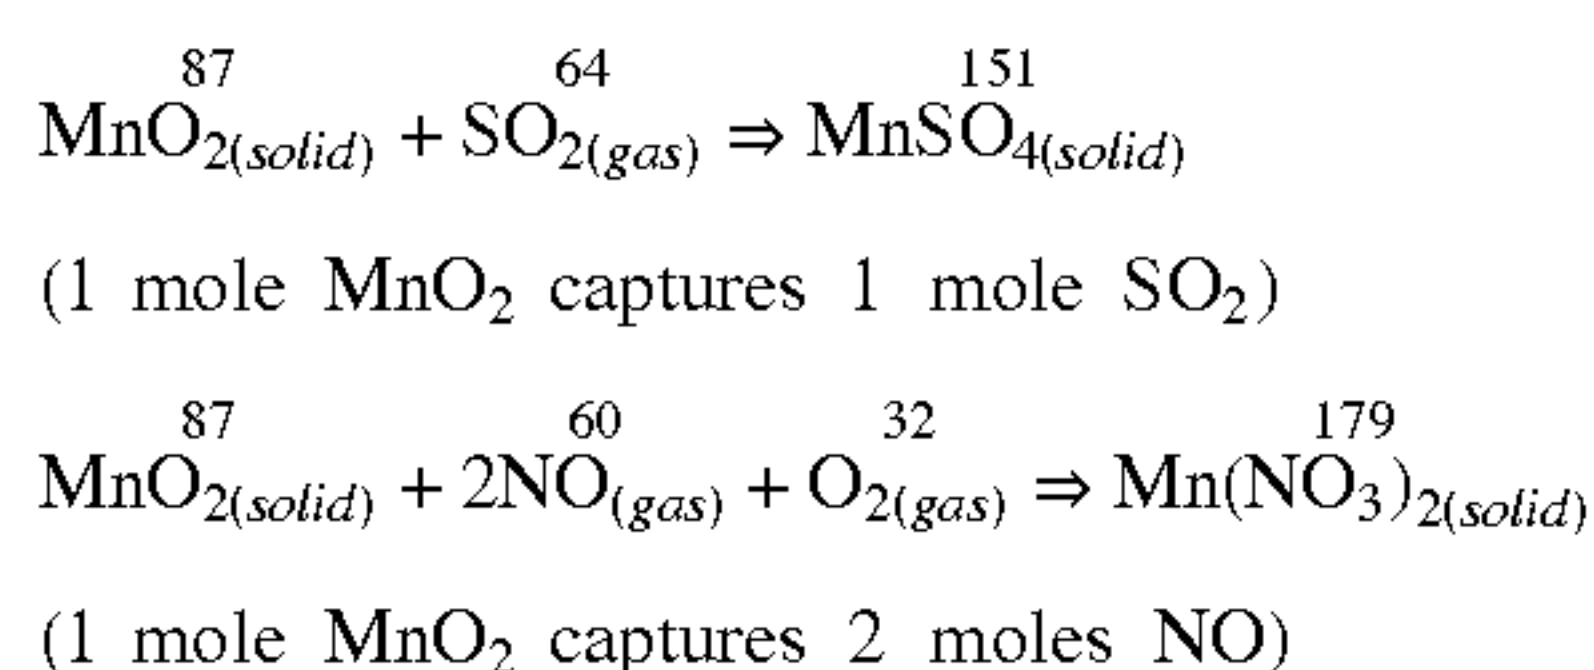 87 64 151
MnO₂(solid) + SO₂(gas) ⇒ MnSO₄(solid)
(1 mole MnO₂ captures 1 mole SO₂)
87 60 32 179
MnO₂(solid) + 2NO(gas) + O₂(gas) ⇒ Mn(NO₃)₂(solid)
(1 mole MnO₂ captures 2 moles NO)